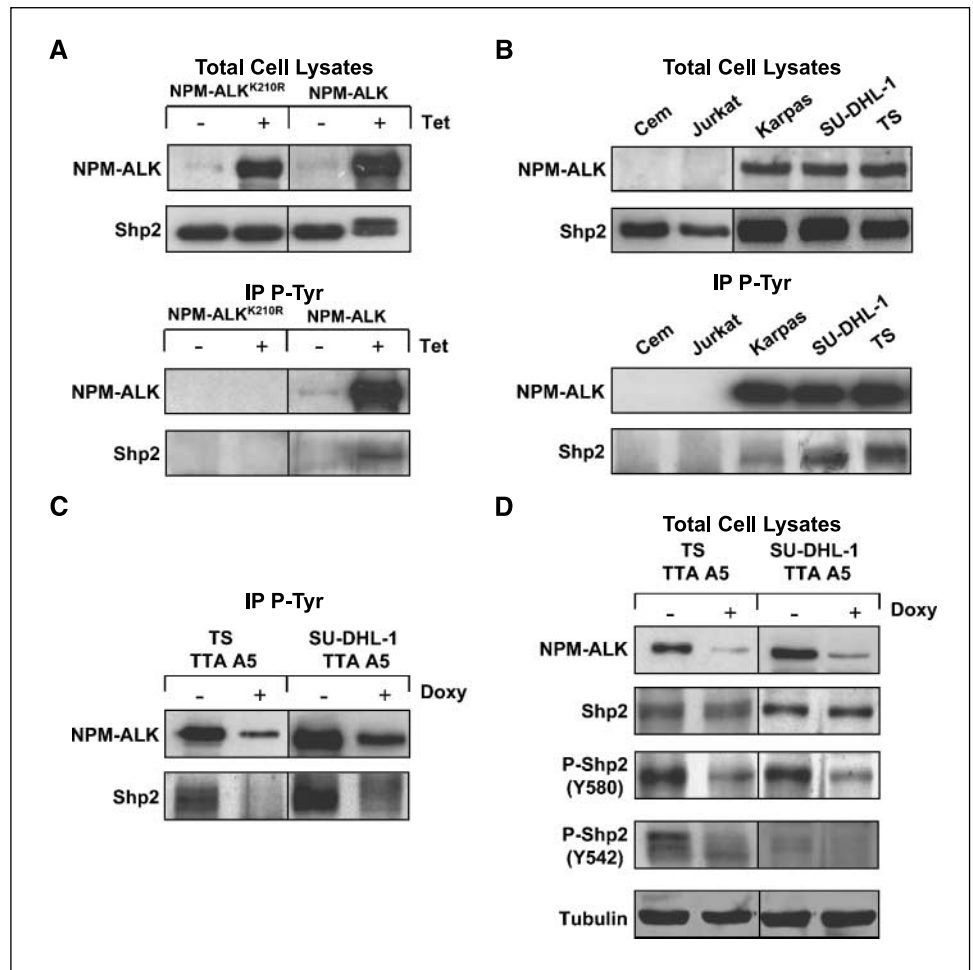 A
Total Cell Lysates
NPM-ALK^K210R NPM-ALK
- + - + Tet
NPM-ALK
Shp2
IP P-Tyr
NPM-ALK^K210R NPM-ALK
- + - + Tet
NPM-ALK
Shp2
B
Total Cell Lysates
Cem Jurkat Karpas SU-DHL-1 TS
NPM-ALK
Shp2
IP P-Tyr
Cem Jurkat Karpas SU-DHL-1 TS
NPM-ALK
Shp2
C
IP P-Tyr
TS SU-DHL-1
TTA A5 TTA A5
- + - + Doxy
NPM-ALK
Shp2
D
Total Cell Lysates
TS SU-DHL-1
TTA A5 TTA A5
- + - + Doxy
NPM-ALK
Shp2
P-Shp2
(Y580)
P-Shp2
(Y542)
Tubulin